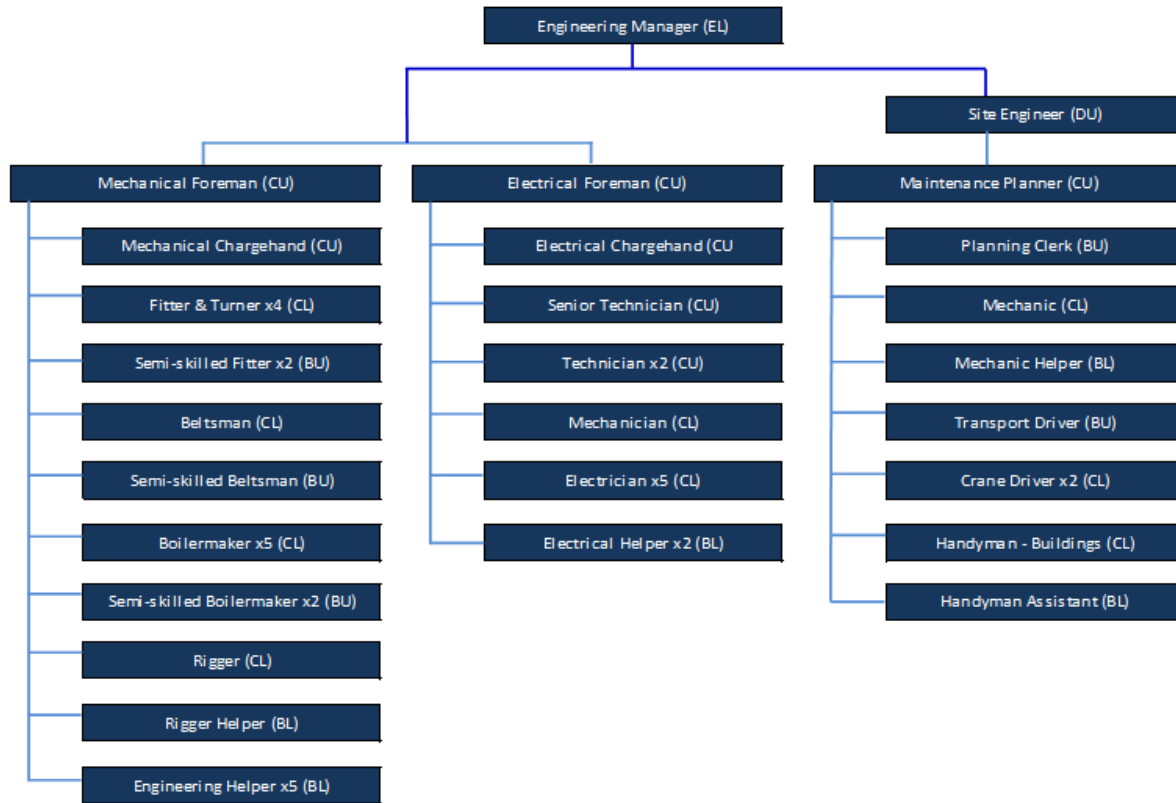 Engineering Manager (EL)
Site Engineer (DU)
Mechanical Foreman (CU)
Electrical Foreman (CU)
Maintenance Planner (CU)
Mechanical Chargehand (CU)
Fitter & Turner x4 (CL)
Semi-skilled Fitter x2 (BU)
Beltsman (CL)
Semi-skilled Beltsman (BU)
Boilermaker x5 (CL)
Semi-skilled Boilermaker x2 (BU)
Rigger (CL)
Rigger Helper (BL)
Engineering Helper x5 (BL)
Electrical Chargehand (CU
Senior Technician (CU)
Technician x2 (CU)
Mechanician (CL)
Electrician x5 (CL)
Electrical Helper x2 (BL)
Planning Clerk (BU)
Mechanic (CL)
Mechanic Helper (BL)
Transport Driver (BU)
Crane Driver x2 (CL)
Handyman - Buildings (CL)
Handyman Assistant (BL)